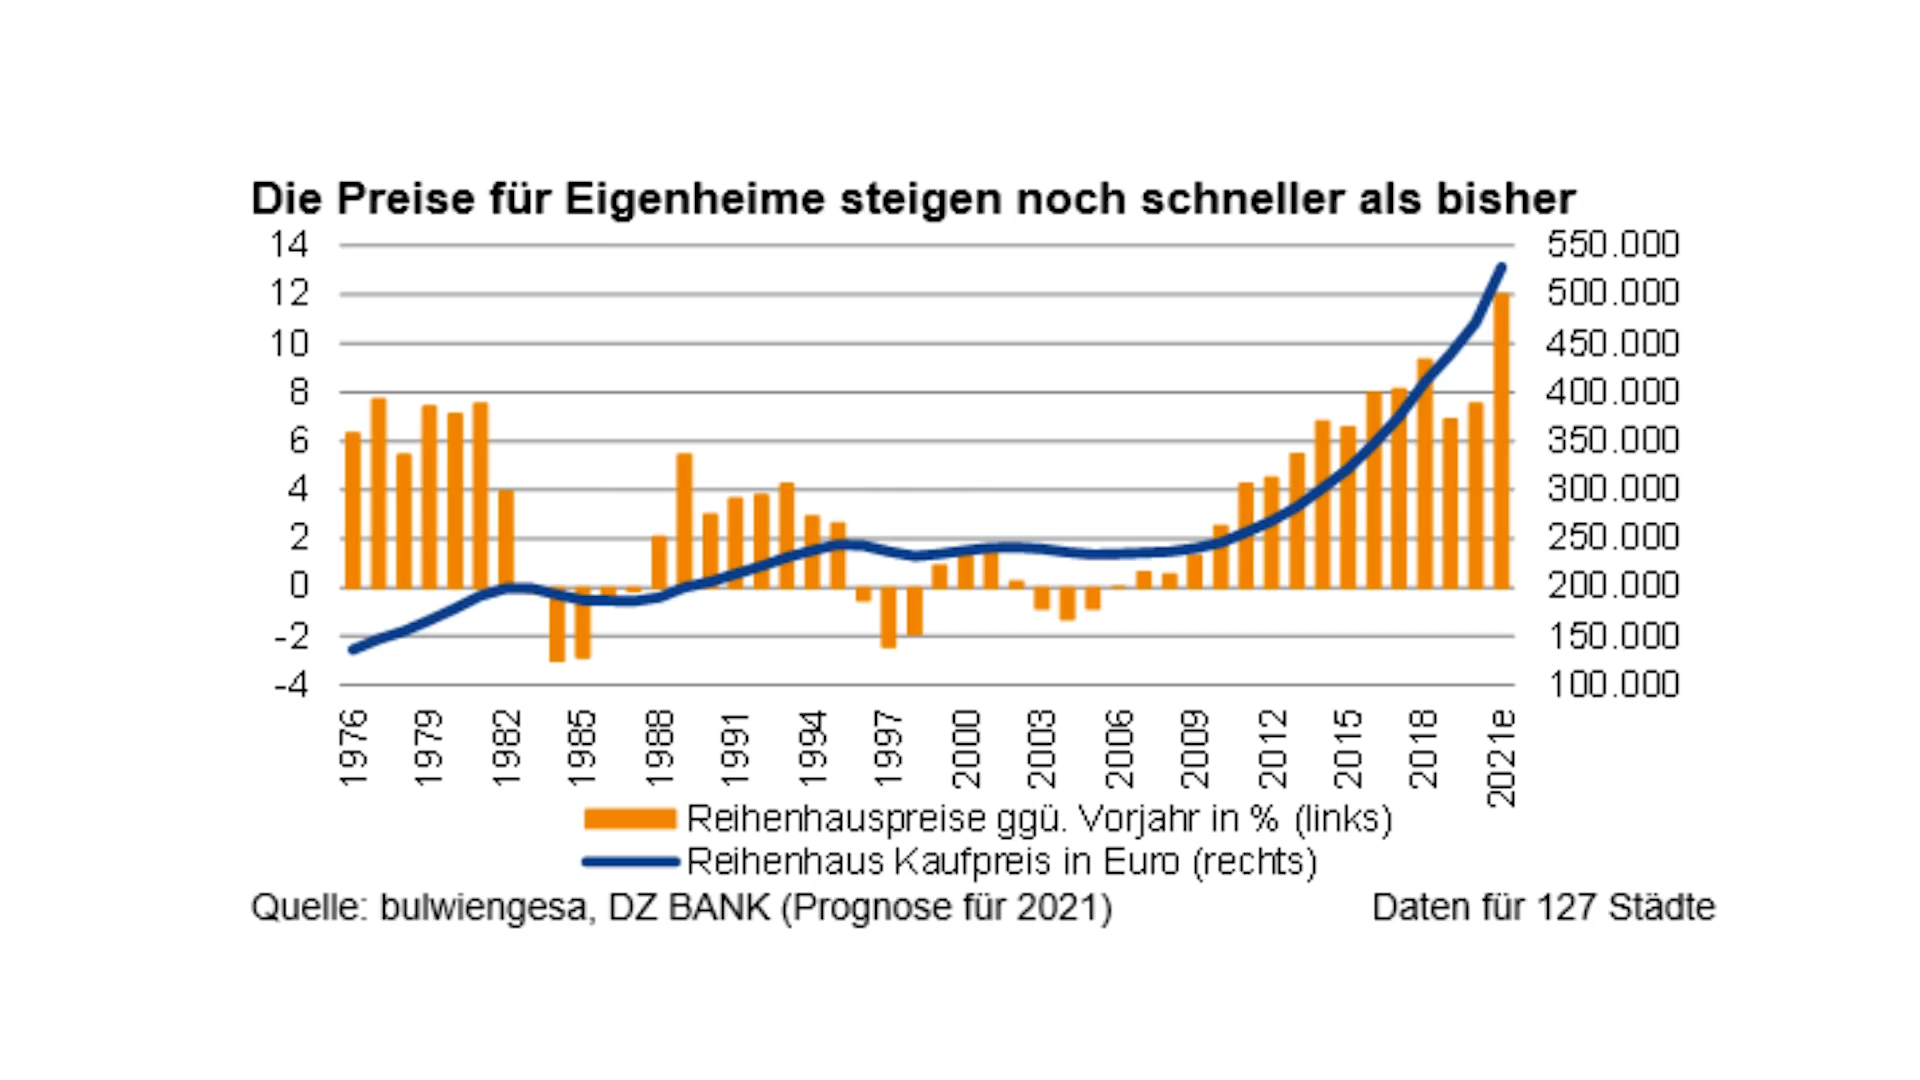 Die Preise für Eigenheime steigen noch schneller als bisher
14 550.000
12 500.000
10 450.000
8 400.000
6 350.000
4 300.000
2 250.000
0 200.000
-2 150.000
-4 100.000
1976 1979 1982 1985 1988 1991 1994 1997 2000 2003 2006 2009 2012 2015 2018 2021e
Reihenhauspreise ggü. Vorjahr in % (links)
Reihenhaus Kaufpreis in Euro (rechts)
Quelle: bulwiengesa, DZ BANK (Prognose für 2021) Daten für 127 Städte